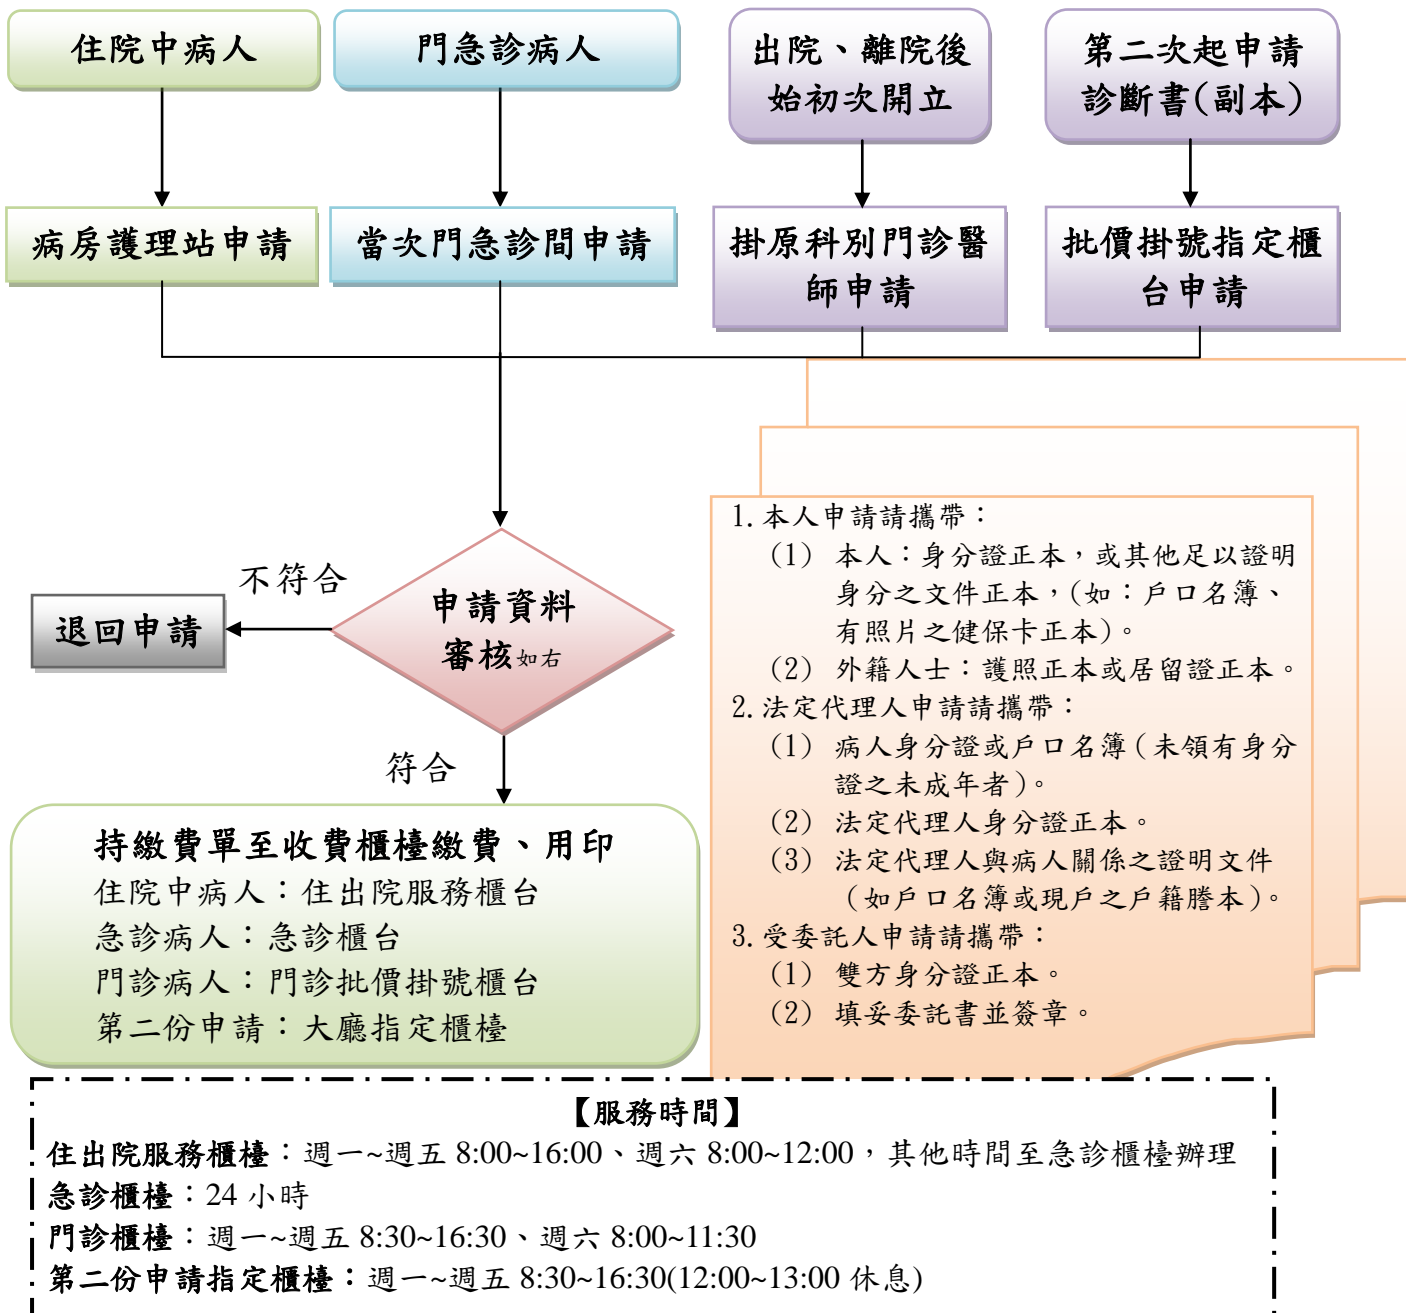 住院中病人
門急診病人
出院、離院後
始初次開立
第二次起申請
診斷書(副本)
病房護理站申請
當次門急診間申請
掛原科別門診醫
師申請
批價掛號指定櫃
台申請
不符合
退回申請
申請資料
審核如右
符合
1.本人申請請攜帶：
(1) 本人：身分證正本，或其他足以證明
身分之文件正本，(如：戶口名簿、
有照片之健保卡正本)。
(2) 外籍人士：護照正本或居留證正本。
2.法定代理人申請請攜帶：
(1) 病人身分證或戶口名簿(未領有身分
證之未成年者)。
(2) 法定代理人身分證正本。
(3) 法定代理人與病人關係之證明文件
(如戶口名簿或現戶之戶籍謄本)。
3.受委託人申請請攜帶：
(1) 雙方身分證正本。
(2) 填妥委託書並簽章。
持繳費單至收費櫃檯繳費、用印
住院中病人：住出院服務櫃台
急診病人：急診櫃台
門診病人：門診批價掛號櫃台
第二份申請：大廳指定櫃檯
【服務時間】
住出院服務櫃檯：週一~週五 8:00~16:00、週六 8:00~12:00，其他時間至急診櫃檯辦理
急診櫃檯：24 小時
門診櫃檯：週一~週五 8:30~16:30、週六 8:00~11:30
第二份申請指定櫃檯：週一~週五 8:30~16:30(12:00~13:00 休息)